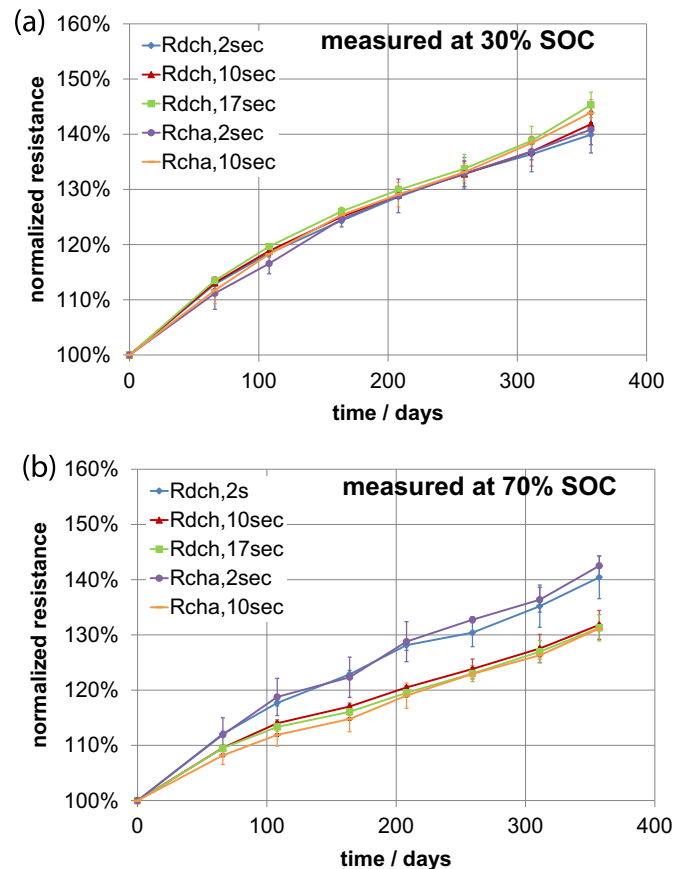 (a)
measured at 30% SOC
160%
150%
140%
130%
120%
110%
100%
normalized resistance
Rdch,2sec
Rdch,10sec
Rdch,17sec
Rcha,2sec
Rcha,10sec
0 100 200 300 400
time / days
(b)
measured at 70% SOC
160%
150%
140%
130%
120%
110%
100%
normalized resistance
Rdch,2s
Rdch,10sec
Rdch,17sec
Rcha,2sec
Rcha,10sec
0 100 200 300 400
time / days